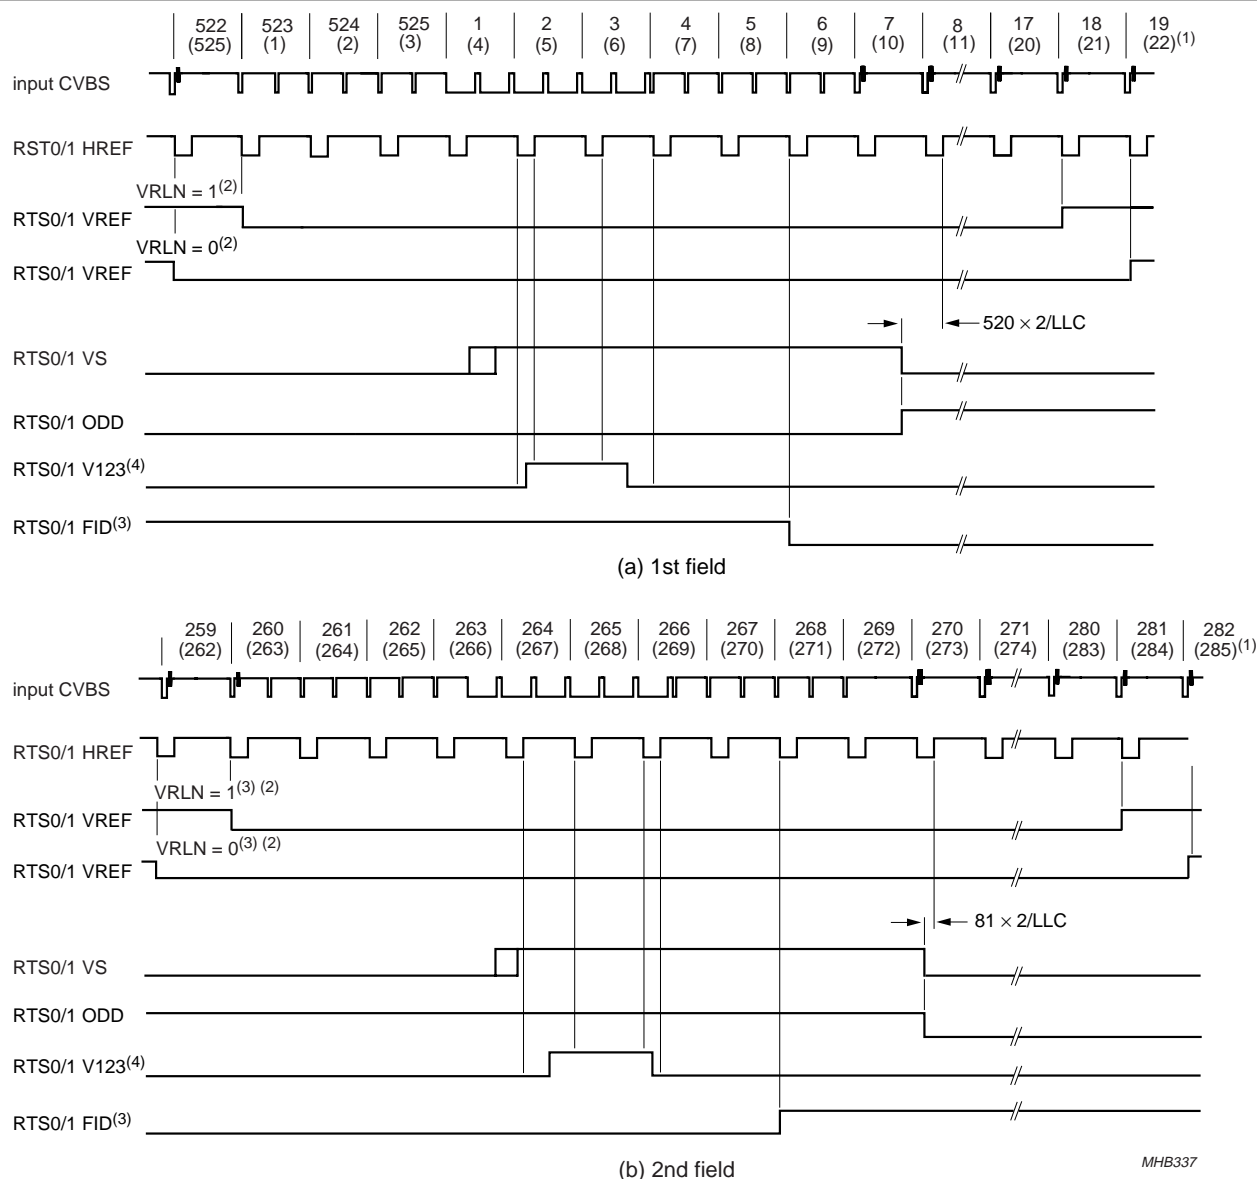 522 523 524 525 1 2 3 4 5 6 7 8 17 18 19
(525) (1) (2) (3) (4) (5) (6) (7) (8) (9) (10) (11) (20) (21) (22)(1)
input CVBS
RST0/1 HREF
VRLN = 1(2)
RTS0/1 VREF
VRLN = 0(2)
RTS0/1 VREF
520 × 2/LLC
RTS0/1 VS
RTS0/1 ODD
RTS0/1 V123(4)
RTS0/1 FID(3)
(a) 1st field
259 260 261 262 263 264 265 266 267 268 269 270 271 280 281 282
(262) (263) (264) (265) (266) (267) (268) (269) (270) (271) (272) (273) (274) (283) (284) (285)(1)
input CVBS
RTS0/1 HREF
VRLN = 1(3) (2)
RTS0/1 VREF
VRLN = 0(3) (2)
RTS0/1 VREF
81 × 2/LLC
RTS0/1 VS
RTS0/1 ODD
RTS0/1 V123(4)
RTS0/1 FID(3)
(b) 2nd field
MHB337